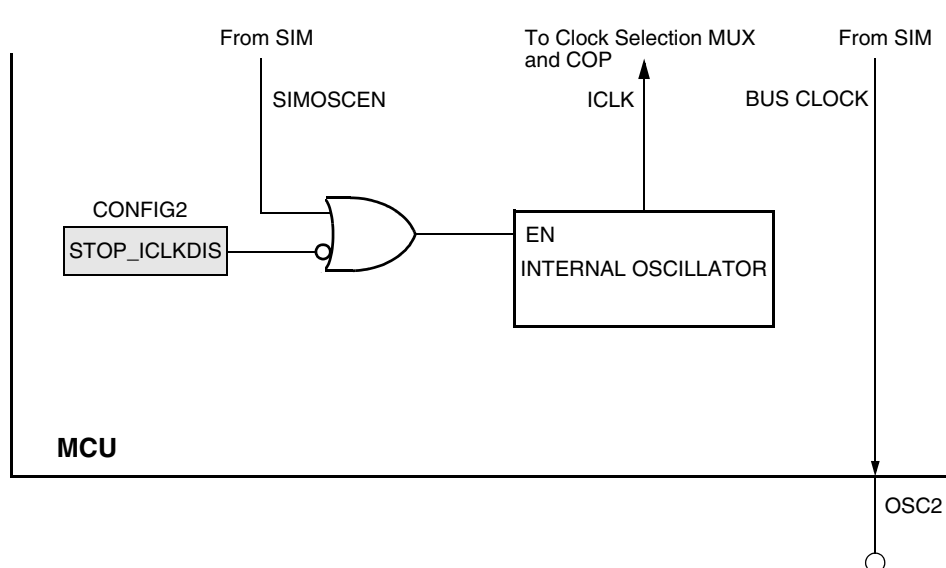 From SIM
To Clock Selection MUX
and COP
From SIM
SIMOSCEN
ICLK
BUS CLOCK
CONFIG2
STOP_ICLKDIS
EN
INTERNAL OSCILLATOR
MCU
OSC2